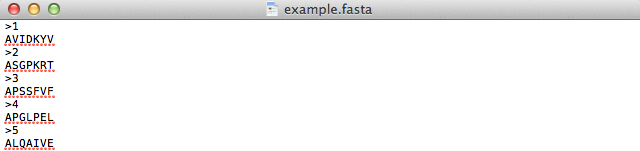 example.fasta
>1
AVIDKYV
>2
ASGPKRT
>3
APSSFVF
>4
APGLPEL
>5
ALQAIVE